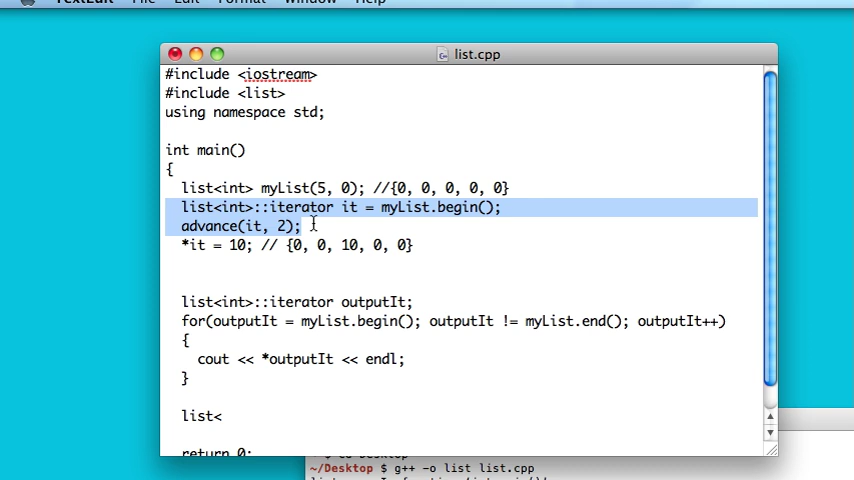 TextEdit File Edit Format Window Help
list.cpp
#include <iostream>
#include <list>
using namespace std;
int main()
{
list<int> myList(5, 0); //{0, 0, 0, 0, 0}
list<int>::iterator it = myList.begin();
advance(it, 2);
*it = 10; // {0, 0, 10, 0, 0}
list<int>::iterator outputIt;
for(outputIt = myList.begin(); outputIt != myList.end(); outputIt++)
{
cout << *outputIt << endl;
}
list<
return 0;
~/Desktop $ g++ -o list list.cpp